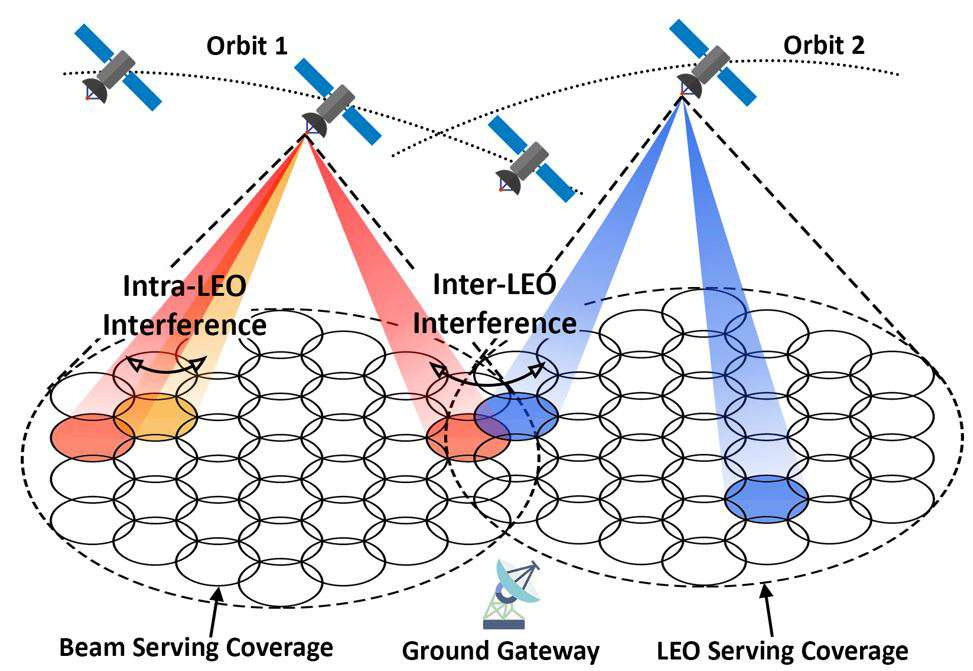 Orbit 1
Orbit 2
Intra-LEO
Interference
Inter-LEO
Interference
Beam Serving Coverage
Ground Gateway
LEO Serving Coverage